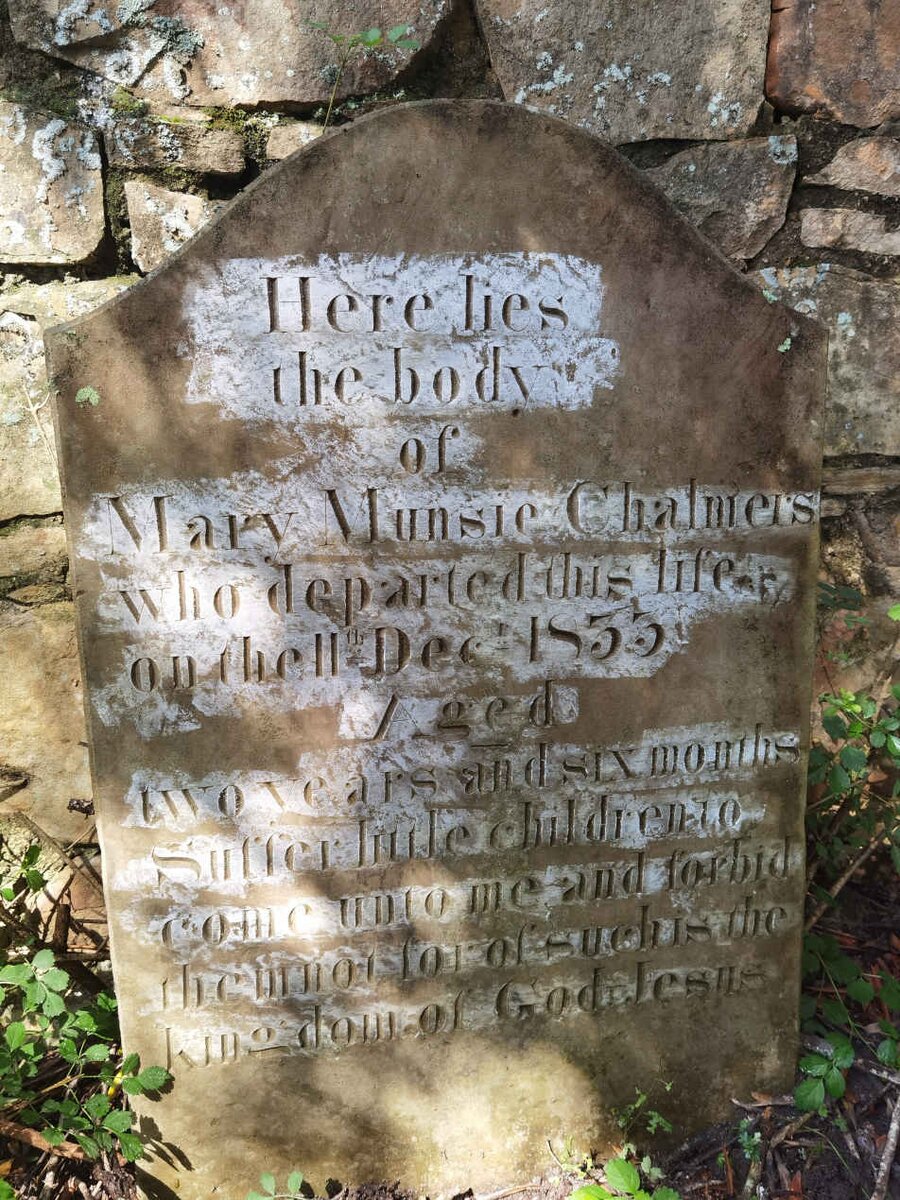 Here lies
the body
of
Mary Munsie Chalmers
who departed this life
on the 11th Decr 1833
Aged
two years and six months
Suffer little children to
come unto me and forbid
them not for of such is the
kingdom of God: Jesus